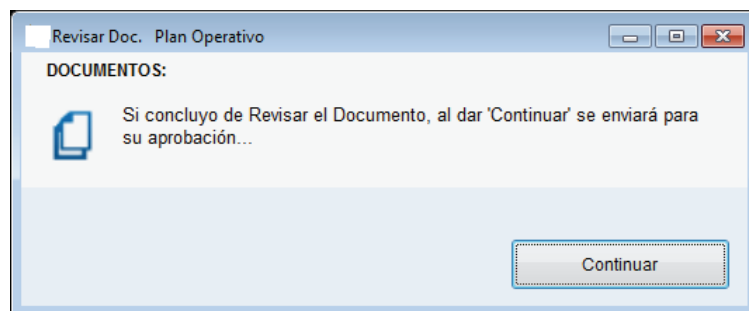 Revisar Doc. Plan Operativo
DOCUMENTOS:
Si concluyo de Revisar el Documento, al dar 'Continuar' se enviará para
su aprobación...
Continuar